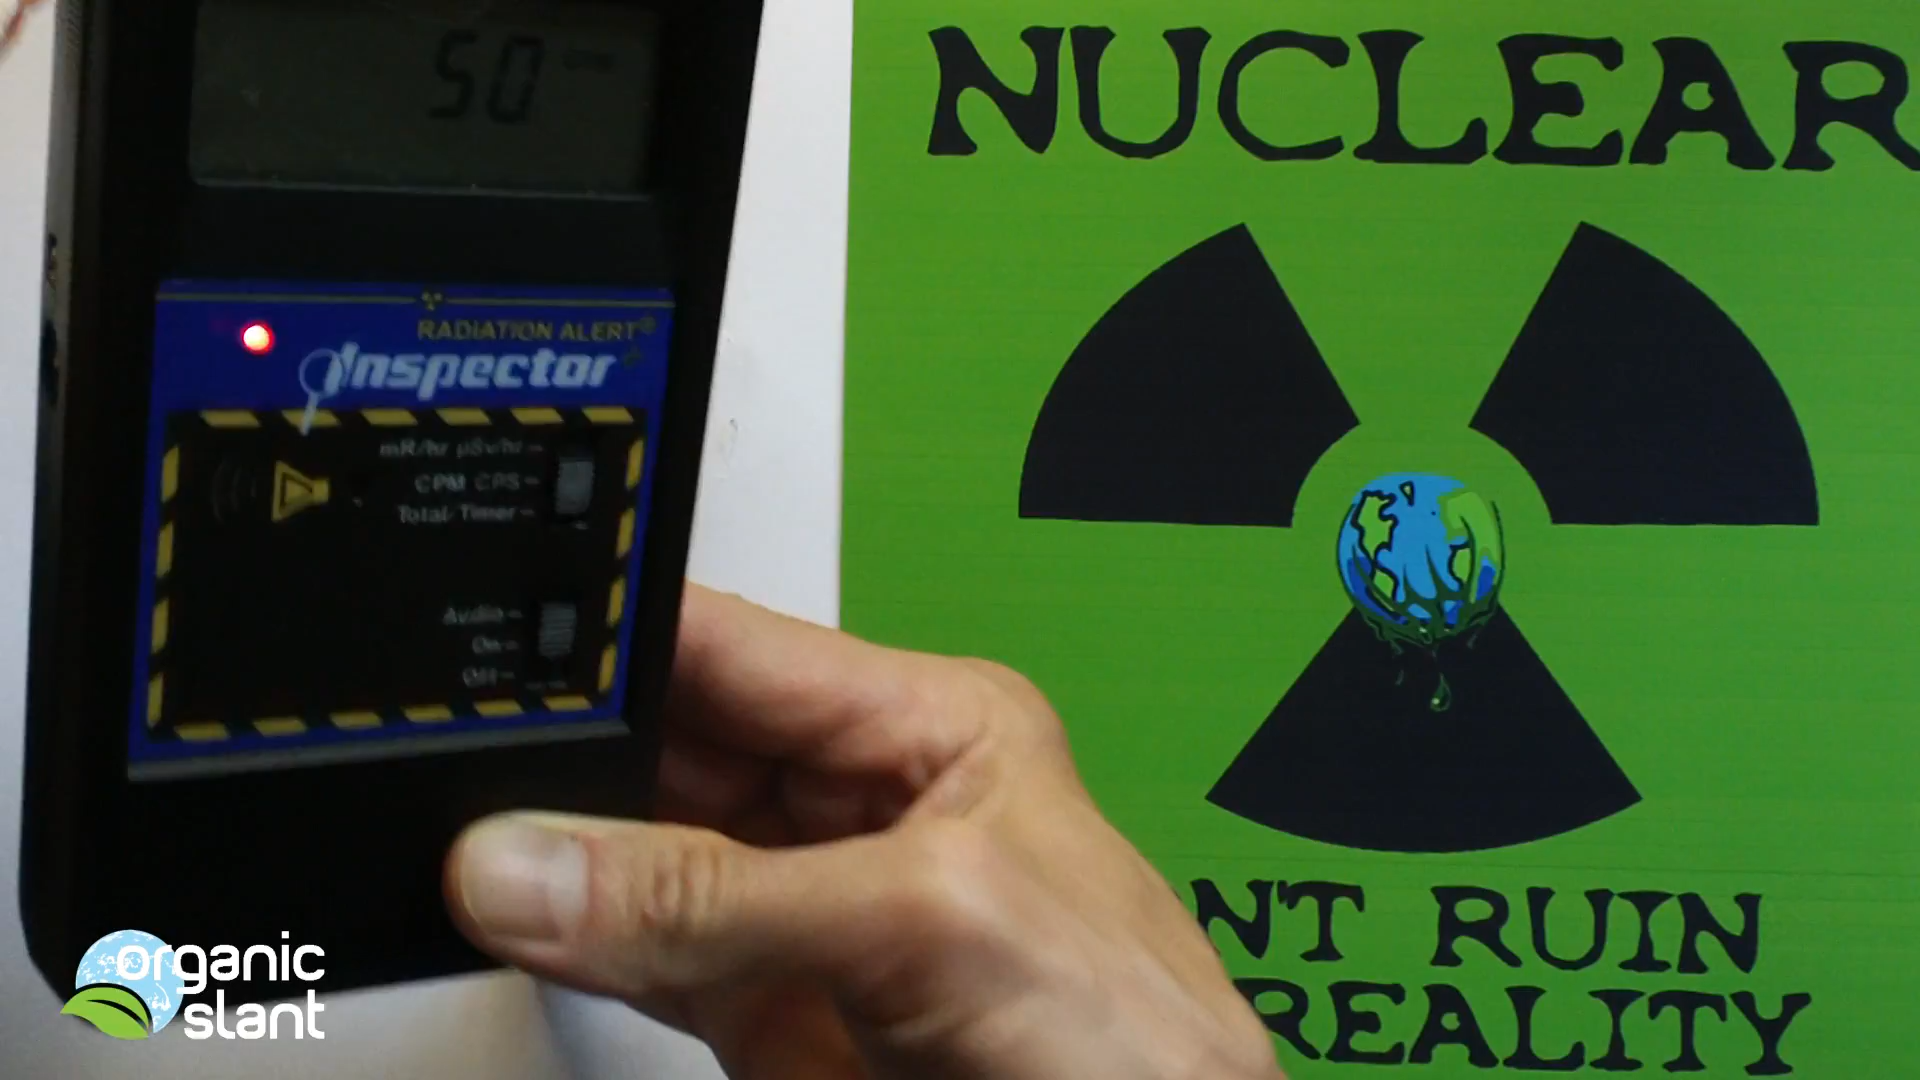 50
RADIATION ALERT®
Inspector+
mR/hr µSv/hr
CPM CPS
Total/Timer
Audio
On
Off
organic
slant
NUCLEAR
N'T RUIN
REALITY